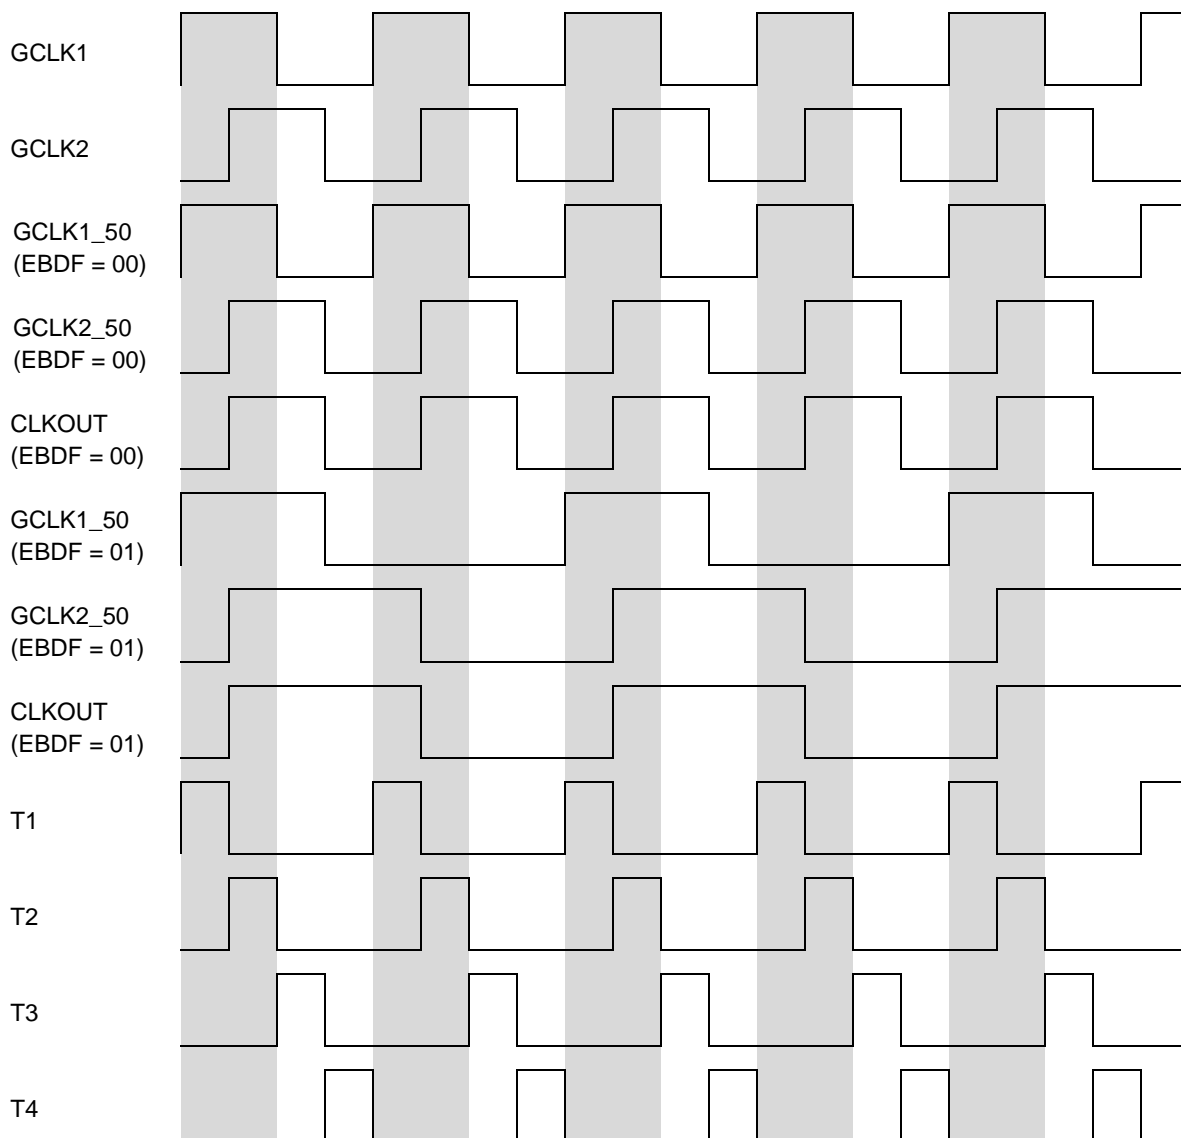 GCLK1
GCLK2
GCLK1_50
(EBDF = 00)
GCLK2_50
(EBDF = 00)
CLKOUT
(EBDF = 00)
GCLK1_50
(EBDF = 01)
GCLK2_50
(EBDF = 01)
CLKOUT
(EBDF = 01)
T1
T2
T3
T4